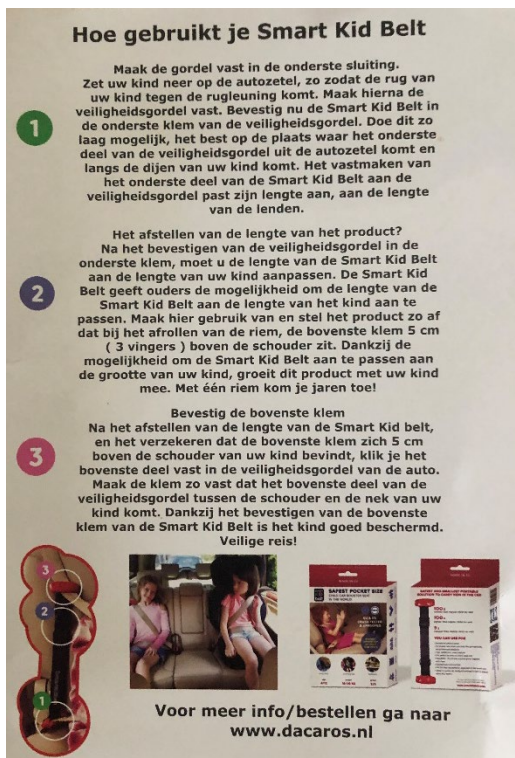 Hoe gebruikt je Smart Kid Belt
Maak de gordel vast in de onderste sluiting.
Zet uw kind neer op de autozetel, zo zodat de rug van
uw kind tegen de rugleuning komt. Maak hierna de
veiligheidsgordel vast. Bevestig nu de Smart Kid Belt in
de onderste klem van de veiligheidsgordel. Doe dit zo
laag mogelijk, het best op de plaats waar het onderste
deel van de veiligheidsgordel uit de autozetel komt en
langs de dijen van uw kind komt. Het vastmaken van
het onderste deel van de Smart Kid Belt aan de
veiligheidsgordel past zijn lengte aan, aan de lengte
van de lenden.
1
Het afstellen van de lengte van het product?
Na het bevestigen van de veiligheidsgordel in de
onderste klem, moet u de lengte van de Smart Kid Belt
aan de lengte van uw kind aanpassen. De Smart Kid
Belt geeft ouders de mogelijkheid om de lengte van de
Smart Kid Belt aan de lengte van het kind aan te
passen. Maak hier gebruik van en stel het product zo af
dat bij het afrollen van de riem, de bovenste klem 5 cm
( 3 vingers ) boven de schouder zit. Dankzij de
mogelijkheid om de Smart Kid Belt aan te passen aan
de grootte van uw kind, groeit dit product met uw kind
mee. Met één riem kom je jaren toe!
2
Bevestig de bovenste klem
Na het afstellen van de lengte van de Smart Kid belt,
en het verzekeren dat de bovenste klem zich 5 cm
boven de schouder van uw kind bevindt, klik je het
bovenste deel vast in de veiligheidsgordel van de auto.
Maak de klem zo vast dat het bovenste deel van de
veiligheidsgordel tussen de schouder en de nek van uw
kind komt. Dankzij het bevestigen van de bovenste
klem van de Smart Kid Belt is het kind goed beschermd.
Veilige reis!
3
3
2
1
SAFEST POCKET SIZE
YOU CAN USE FOR
Voor meer info/bestellen ga naar
www.dacaros.nl